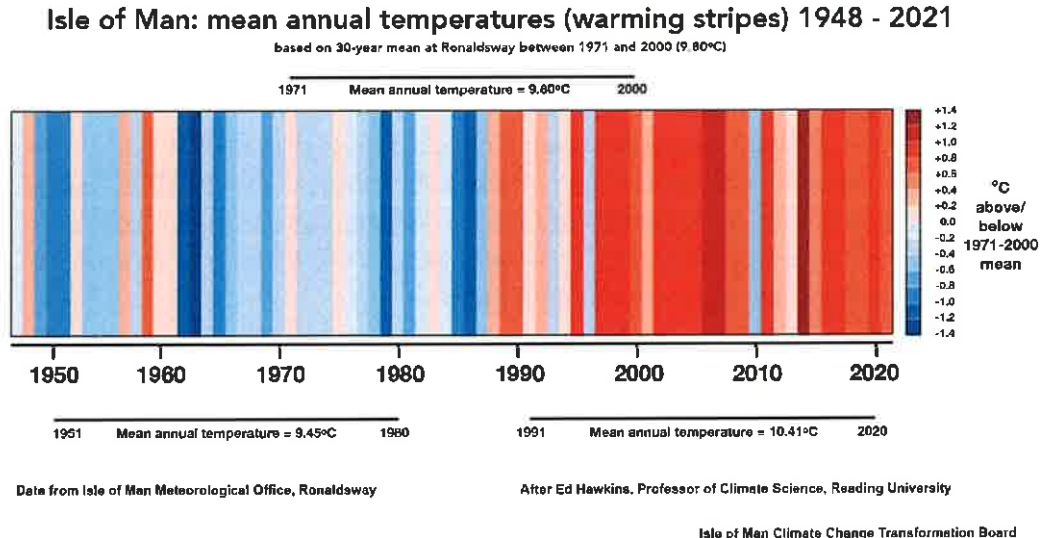 Isle of Man: mean annual temperatures (warming stripes) 1948 - 2021
based on 30-year mean at Ronaldsway between 1971 and 2000 (9.80ºC)
1971 Mean annual temperature = 9.80ºC 2000
+1.4
+1.2
+1.0
+0.8
+0.6
+0.4
+0.2
0.0
-0.2
-0.4
-0.6
-0.8
-1.0
-1.2
-1.4
ºC
above/
below
1971-2000
mean
1950 1960 1970 1980 1990 2000 2010 2020
1951 Mean annual temperature = 9.45ºC 1980
1991 Mean annual temperature = 10.41ºC 2020
Data from Isle of Man Meteorological Office, Ronaldsway
After Ed Hawkins, Professor of Climate Science, Reading University
Isle of Man Climate Change Transformation Board